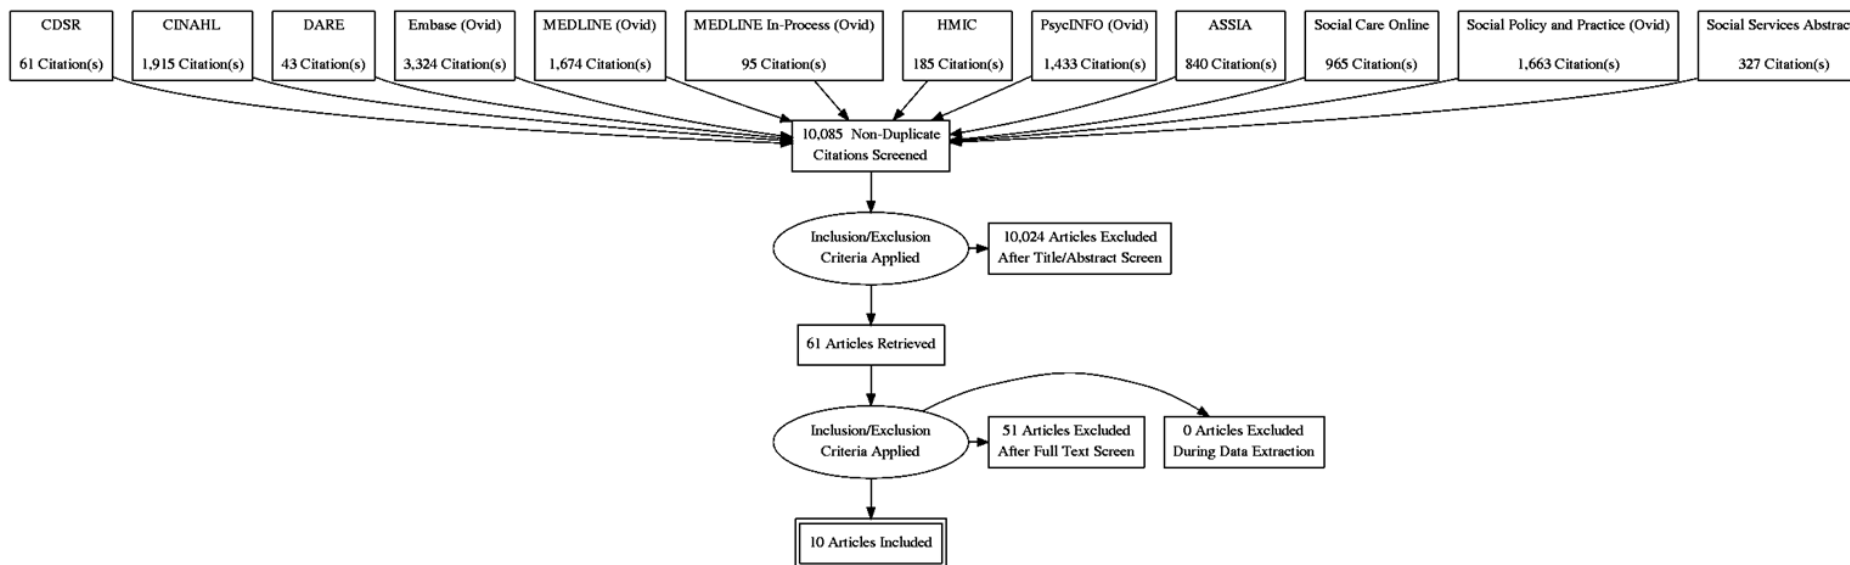 CDSR
61 Citation(s)
CINAHL
1,915 Citation(s)
DARE
43 Citation(s)
Embase (Ovid)
3,324 Citation(s)
MEDLINE (Ovid)
1,674 Citation(s)
MEDLINE In-Process (Ovid)
95 Citation(s)
HMIC
185 Citation(s)
PsycINFO (Ovid)
1,433 Citation(s)
ASSIA
840 Citation(s)
Social Care Online
965 Citation(s)
Social Policy and Practice (Ovid)
1,663 Citation(s)
Social Services Abstrac
327 Citation(s)
10,085 Non-Duplicate
Citations Screened
Inclusion/Exclusion
Criteria Applied
10,024 Articles Excluded
After Title/Abstract Screen
61 Articles Retrieved
Inclusion/Exclusion
Criteria Applied
51 Articles Excluded
After Full Text Screen
0 Articles Excluded
During Data Extraction
10 Articles Included